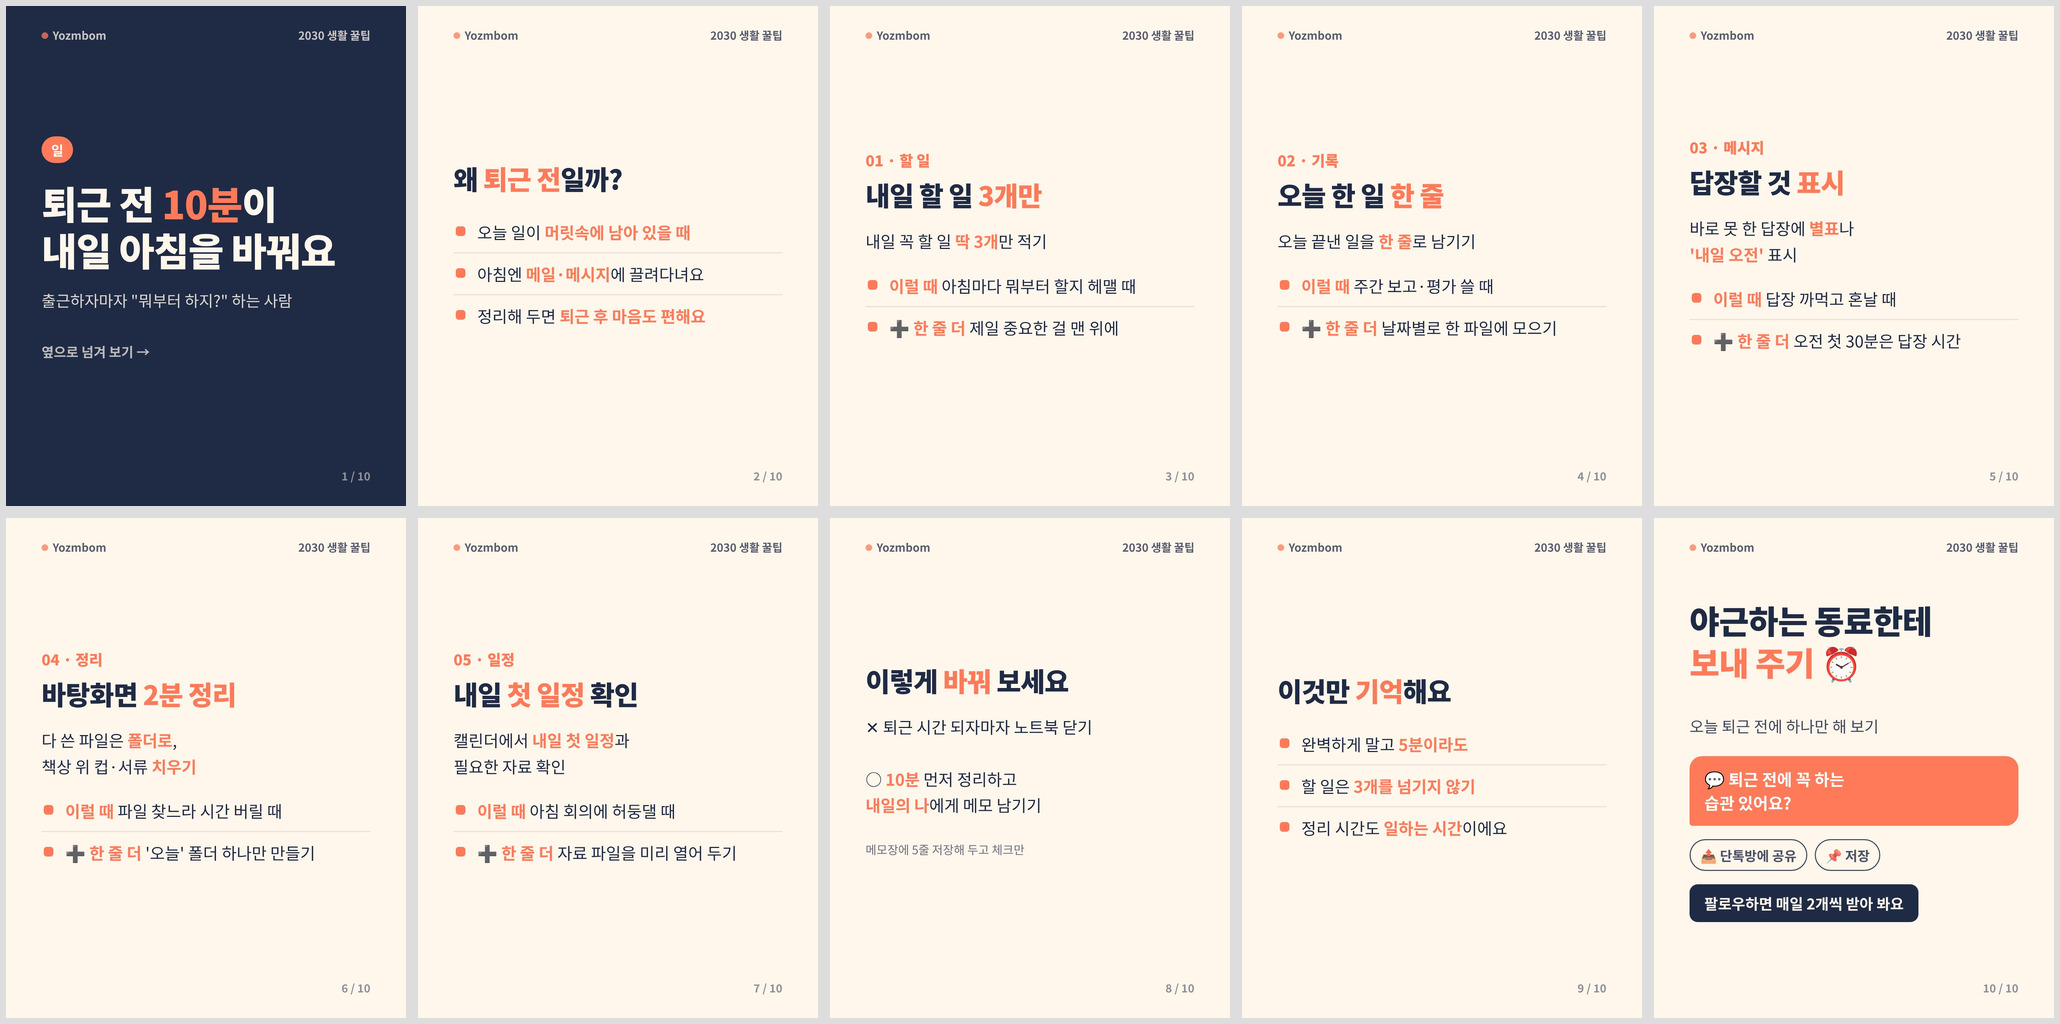 Yozmbom
2030 생활 꿀팁
일
퇴근 전 10분이
내일 아침을 바꿔요
출근하자마자 "뭐부터 하지?" 하는 사람
옆으로 넘겨 보기 →
1 / 10
Yozmbom
2030 생활 꿀팁
왜 퇴근 전일까?
오늘 일이 머릿속에 남아 있을 때
아침엔 메일·메시지에 끌려다녀요
정리해 두면 퇴근 후 마음도 편해요
2 / 10
Yozmbom
2030 생활 꿀팁
01 · 할 일
내일 할 일 3개만
내일 꼭 할 일 딱 3개만 적기
이럴 때 아침마다 뭐부터 할지 헤맬 때
➕ 한 줄 더 제일 중요한 걸 맨 위에
3 / 10
Yozmbom
2030 생활 꿀팁
02 · 기록
오늘 한 일 한 줄
오늘 끝낸 일을 한 줄로 남기기
이럴 때 주간 보고·평가 쓸 때
➕ 한 줄 더 날짜별로 한 파일에 모으기
4 / 10
Yozmbom
2030 생활 꿀팁
03 · 메시지
답장할 것 표시
바로 못 한 답장에 별표나
'내일 오전' 표시
이럴 때 답장 까먹고 혼날 때
➕ 한 줄 더 오전 첫 30분은 답장 시간
5 / 10
Yozmbom
2030 생활 꿀팁
04 · 정리
바탕화면 2분 정리
다 쓴 파일은 폴더로,
책상 위 컵·서류 치우기
이럴 때 파일 찾느라 시간 버릴 때
➕ 한 줄 더 '오늘' 폴더 하나만 만들기
6 / 10
Yozmbom
2030 생활 꿀팁
05 · 일정
내일 첫 일정 확인
캘린더에서 내일 첫 일정과
필요한 자료 확인
이럴 때 아침 회의에 허둥댈 때
➕ 한 줄 더 자료 파일을 미리 열어 두기
7 / 10
Yozmbom
2030 생활 꿀팁
이렇게 바꿔 보세요
✕ 퇴근 시간 되자마자 노트북 닫기
◯ 10분 먼저 정리하고
내일의 나에게 메모 남기기
메모장에 5줄 저장해 두고 체크만
8 / 10
Yozmbom
2030 생활 꿀팁
이것만 기억해요
완벽하게 말고 5분이라도
할 일은 3개를 넘기지 않기
정리 시간도 일하는 시간이에요
9 / 10
Yozmbom
2030 생활 꿀팁
야근하는 동료한테
보내 주기 ⏰
오늘 퇴근 전에 하나만 해 보기
💬 퇴근 전에 꼭 하는
습관 있어요?
📤 단톡방에 공유
📌 저장
팔로우하면 매일 2개씩 받아 봐요
10 / 10